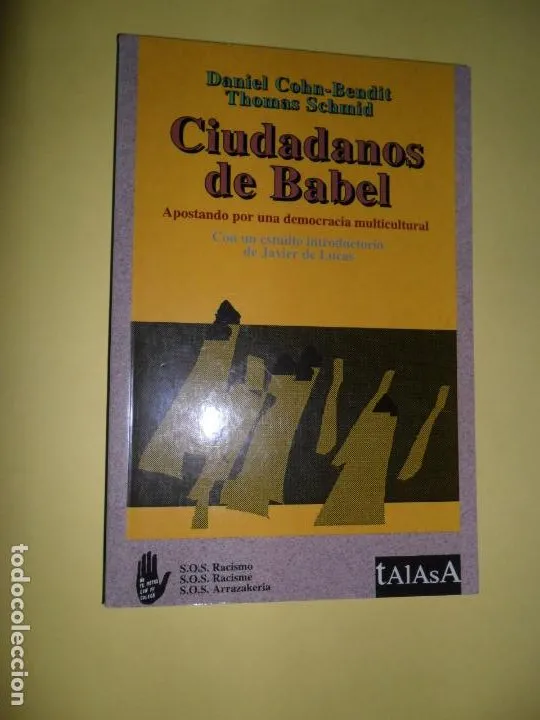 Daniel Cohn-Bendit
Thomas Schmid
Ciudadanos
de Babel
Apostando por una democracia multicultural
Con un estudio introductorio
de Javier de Lucas
S.O.S. Racismo
S.O.S. Racisme
S.O.S. Arrazakeria
tAlAsA
todocoleccion